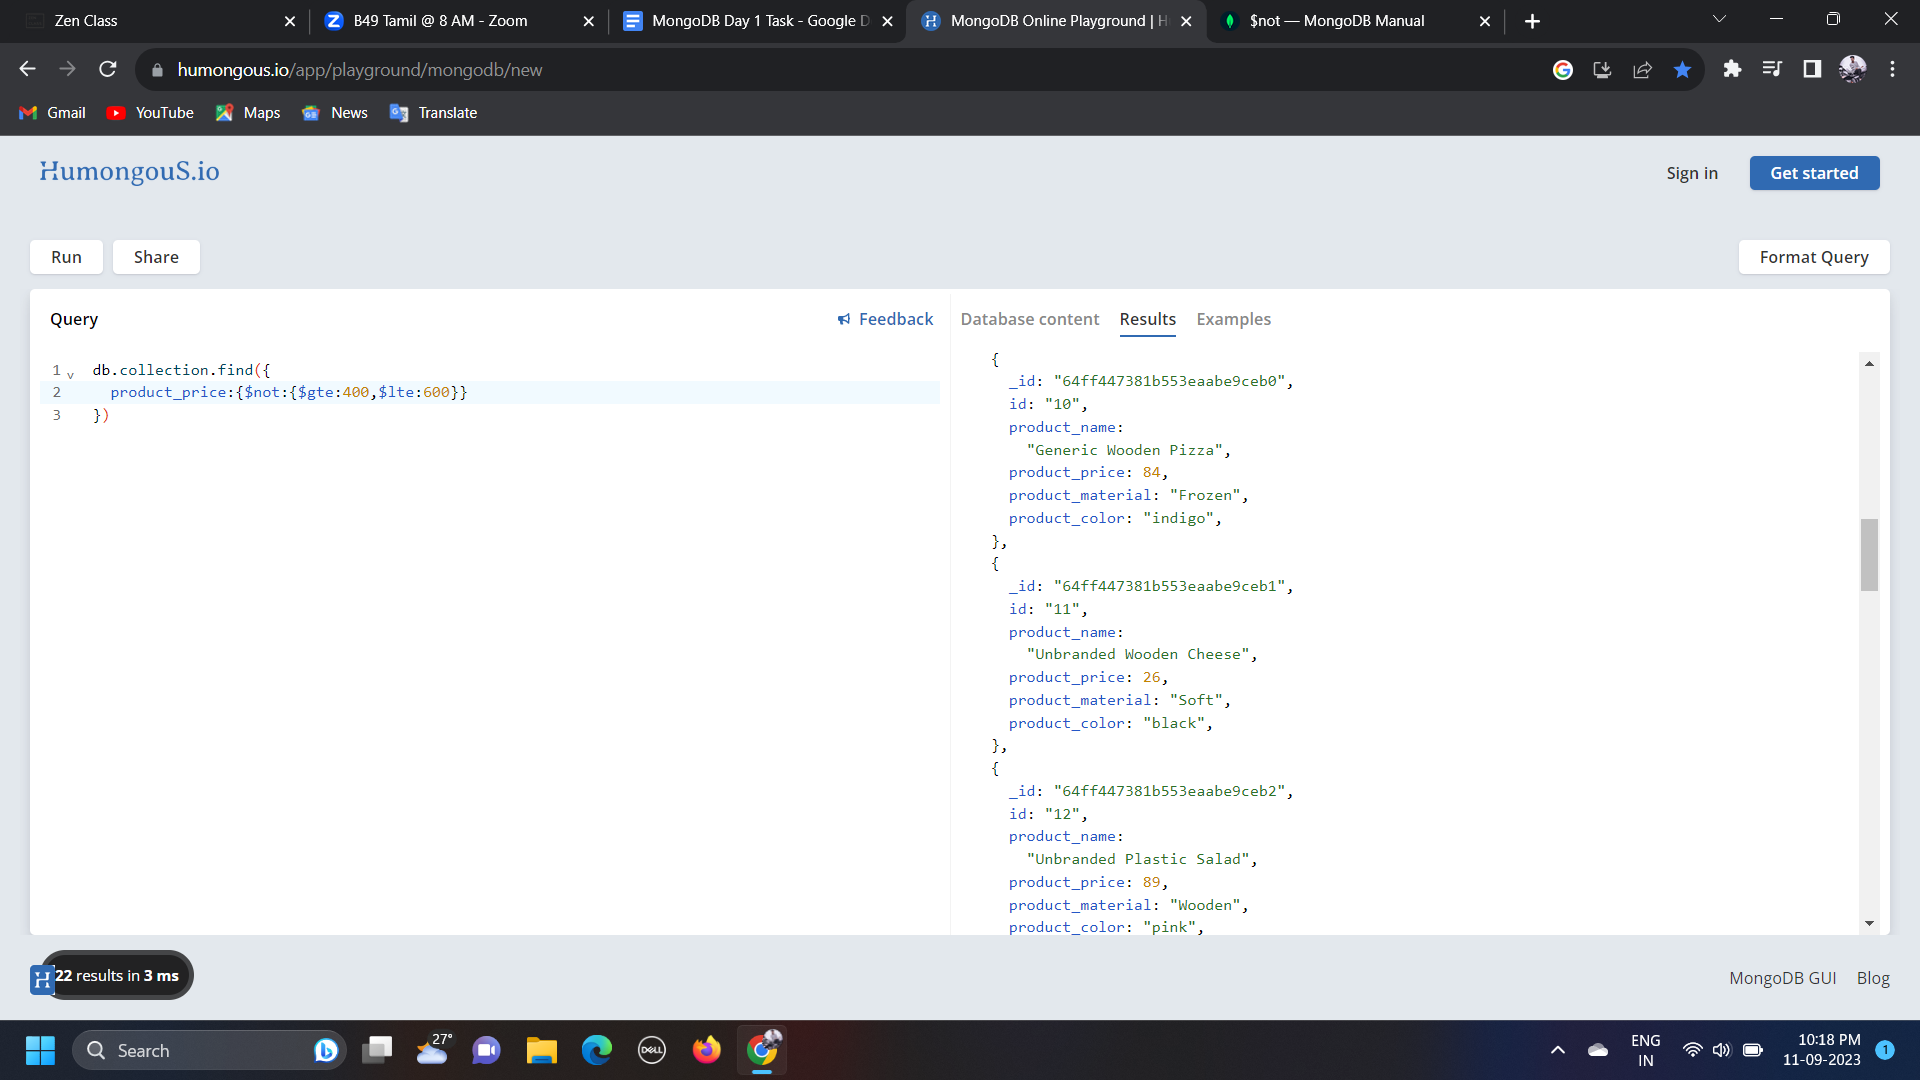 Zen Class
B49 Tamil @ 8 AM - Zoom
MongoDB Day 1 Task - Google D
MongoDB Online Playground | H
$not — MongoDB Manual
humongous.io/app/playground/mongodb/new
Gmail
YouTube
Maps
News
Translate
HumongouS.io
Sign in
Get started
Run
Share
Format Query
Query
Feedback
Database content
Results
Examples
1 db.collection.find({
2 product_price:{$not:{$gte:400,$lte:600}}
3 })
{
_id: "64ff447381b553eaabe9ceb0",
id: "10",
product_name:
"Generic Wooden Pizza",
product_price: 84,
product_material: "Frozen",
product_color: "indigo",
},
{
_id: "64ff447381b553eaabe9ceb1",
id: "11",
product_name:
"Unbranded Wooden Cheese",
product_price: 26,
product_material: "Soft",
product_color: "black",
},
{
_id: "64ff447381b553eaabe9ceb2",
id: "12",
product_name:
"Unbranded Plastic Salad",
product_price: 89,
product_material: "Wooden",
product_color: "pink",
H
22 results in 3 ms
MongoDB GUI
Blog
Search
27°
DELL
ENG
IN
10:18 PM
11-09-2023
1